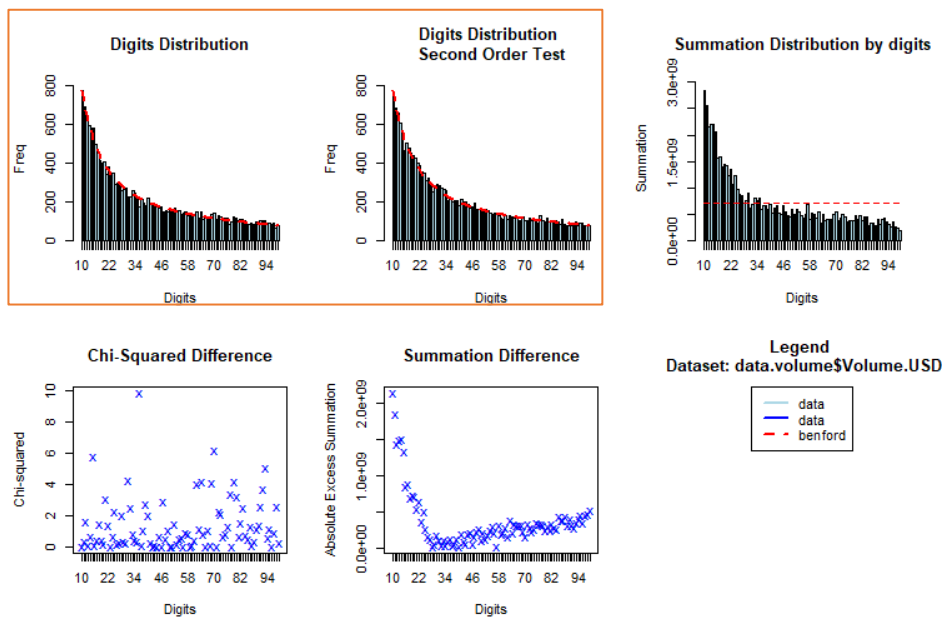 Digits Distribution
Freq
800
600
400
200
0
10 22 34 46 58 70 82 94
Digits
Digits Distribution
Second Order Test
Freq
800
600
400
200
0
10 22 34 46 58 70 82 94
Digits
Summation Distribution by digits
Summation
3.0e+09
1.5e+09
0.0e+00
10 22 34 46 58 70 82 94
Digits
Chi-Squared Difference
Chi-squared
10
8
6
4
2
0
10 22 34 46 58 70 82 94
Digits
Summation Difference
Absolute Excess Summation
2.0e+09
1.0e+09
0.0e+00
10 22 34 46 58 70 82 94
Digits
Legend
Dataset: data.volume$Volume.USD
data
data
benford